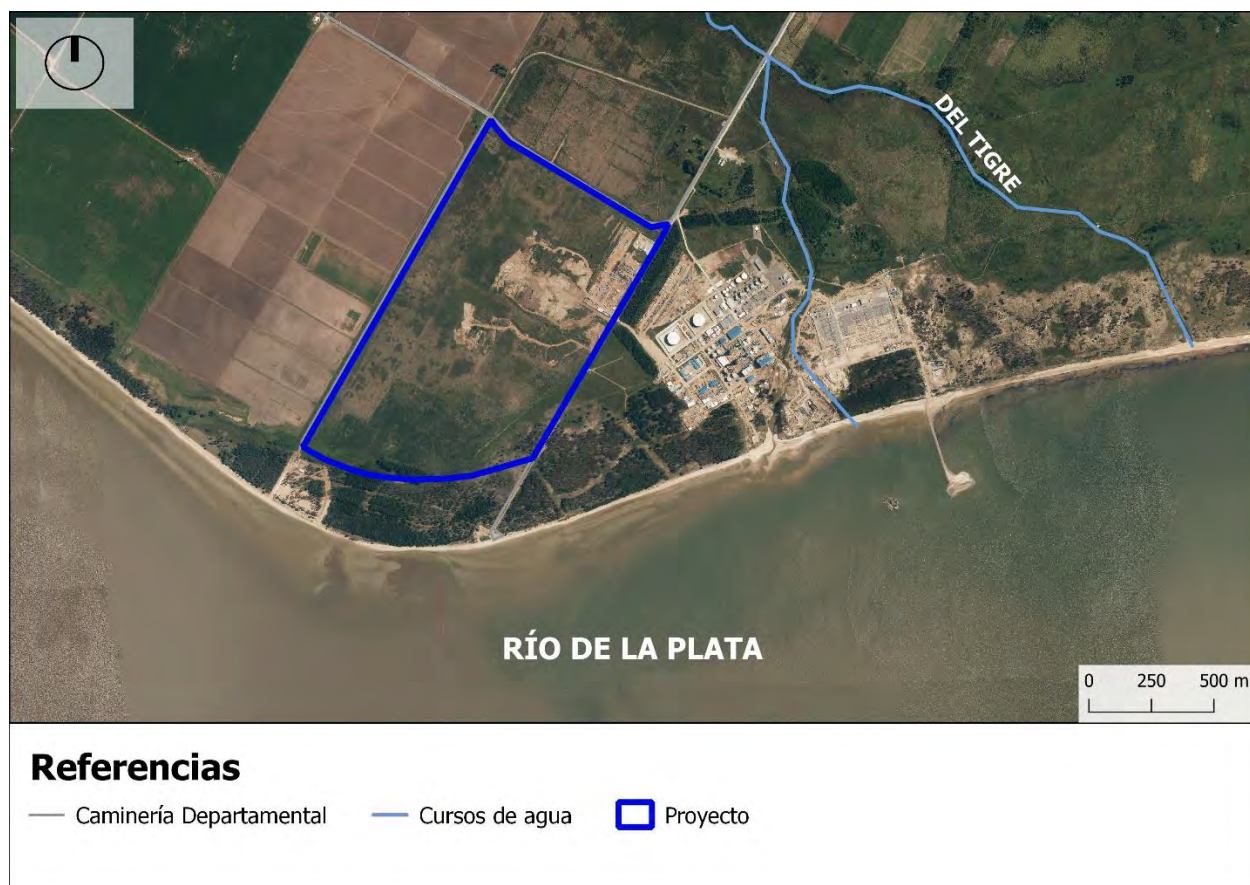 DEL TIGRE
RÍO DE LA PLATA
0 250 500 m
Referencias
Caminería Departamental
Cursos de agua
Proyecto